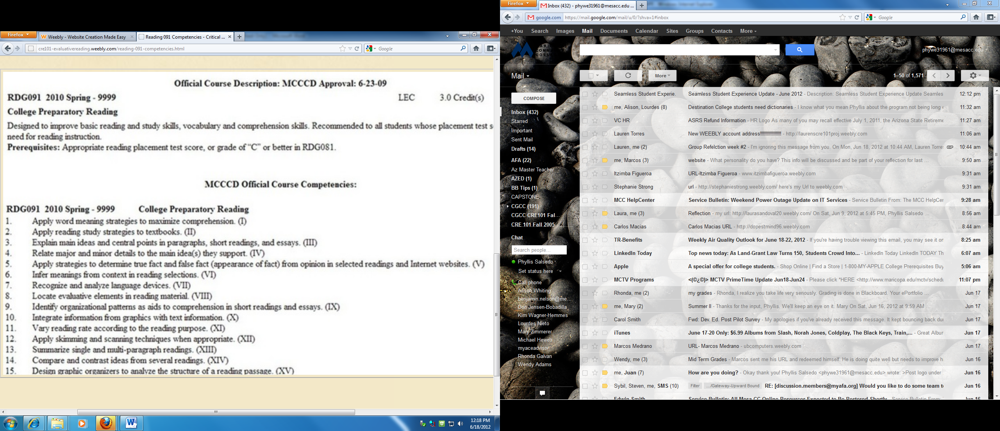 Firefox
Weebly - Website Creation Made Easy
Reading 091 Competencies - Critical ...
cre101-evaluativereading.weebly.com/reading-091-competencies.html
Google
Official Course Description: MCCCD Approval: 6-23-09
RDG091 2010 Spring - 9999 LEC 3.0 Credit(s)
College Preparatory Reading
Designed to improve basic reading and study skills, vocabulary and comprehension skills. Recommended to all students whose placement test s
need for reading instruction.
Prerequisites: Appropriate reading placement test score, or grade of “C” or better in RDG081.
MCCCD Official Course Competencies:
RDG091 2010 Spring - 9999 College Preparatory Reading
1. Apply word meaning strategies to maximize comprehension. (I)
2. Apply reading study strategies to textbooks. (II)
3. Explain main ideas and central points in paragraphs, short readings, and essays. (III)
4. Relate major and minor details to the main idea(s) they support. (IV)
5. Apply strategies to determine true fact and false fact (appearance of fact) from opinion in selected readings and Internet websites. (V)
6. Infer meanings from context in reading selections. (VI)
7. Recognize and analyze language devices. (VII)
8. Locate evaluative elements in reading material. (VIII)
9. Identify organizational patterns as aids to comprehension in short readings and essays. (IX)
10. Integrate information from graphics with text information. (X)
11. Vary reading rate according to the reading purpose. (XI)
12. Apply skimming and scanning techniques when appropriate. (XII)
13. Summarize single and multi-paragraph readings. (XIII)
14. Compare and contrast ideas from several readings. (XIV)
15. Design graphic organizers to analyze the structure of a reading passage. (XV)
12:18 PM
6/18/2012
Firefox
Inbox (432) - phywe31961@mesacc.edu ...
google.com https://mail.google.com/mail/u/0/?shva=1#inbox
Google
+You Search Images Mail Documents Calendar Sites Groups Contacts More
phywe31961@mesacc.edu
Mail
More
1–50 of 1,571
COMPOSE
Inbox (432)
Starred
Important
Sent Mail
Drafts (14)
AFA (22)
Az Master Teacher
AZED (1)
BB Tips (1)
CAPSTONE
CGCC (191)
CGCC CRE101 Fal...
CRE 101 Fall 2005...
Chat
Search people...
Phyllis Salsedo
Set status here
Call phone
Alison Whiting
benjamin.nelson@me...
Don Jensen-Bobadilla
Kim Wagner-Hemmes
Lourdes Nieto
Mary Zimmerer
Michael Hewett
myaceadvisor
Rhonda Galvan
Wendy Adams
Seamless Student Experie. Seamless Student Experience Update - June 2012 - Description: Seamless Student Experience Update Seamles 12:12 pm
me, Alison, Lourdes (8) Destination College students need dictionaries - I know what you mean Phyllis about the program not being long 11:32 am
VC HR ASRS Refund Information - HR Logo As many of you may recall effective July 1, 2011, the Arizona State Retireme 11:27 am
Lauren Torres New WEEBLY account address!!!!!!!!!!!!!!!!!!! - http://laurenscre101proj.weebly.com 11:06 am
Lauren, me (2) Group Refelction week #2 - I'm ignoring this message from you. On Mon, Jun 18, 2012 at 10:44 AM, Lauren Torres 10:44 am
me, Marcos (3) website - What personality do you have? This info will be discussed and be part of your reflection for last ... 9:50 am
Itzimba Figueroa URL-Itzimba Figueroa - www.itzimbafigueroa.weebly.com 9:31 am
Stephanie Strong url - http://stephaniestrong.weebly.com/ here's my Url to weebly.com 9:31 am
MCC HelpCenter Service Bulletin: Weekend Power Outage Update on IT Services - Service Bulletin From: The MCC HelpCer 9:28 am
Laura, me (3) Reflection - my url: http://laurasandoval20.weebly.com/ On Sat, Jun 9, 2012 at 5:45 PM, Phyllis Salsedo ... 8:56 am
Carlos Macias Carlos Macias URL - http://dopestmind96.weebly.com 8:44 am
TR-Benefits Weekly Air Quality Outlook for June 18-22, 2012 - If you're having trouble viewing this email, you may see it or 8:25 am
LinkedIn Today Top news today: As Land-Grant Law Turns 150, Students Crowd Into... - LinkedIn Today LinkedIn TODAY Th 6:07 am
Apple A special offer for college students. - Shop Online | Find a Store | 1-800-MY-APPLE College Prerequisites Buy 5:06 am
MCTV Programs <(©¿©)> MCTV PrimeTime Update Jun18-Jun24 - Please click *HERE <http://www.maricopa.edu/mctv/schedu 11:07 pm
Rhonda, me (2) my grades - Rhonda, I realize you take life very seriously. Grading is done in Blackboard. Your ePortfolio ... Jun 17
me, Mary (2) Summer II - Thanks for the input, Phyllis. We'll keep an eye on it. Mary On Sat, Jun 16, 2012 at 9:59 AM ... Jun 17
Carol Smith Fwd: Dev. Ed. Post Pilot Survey - My apologies if you've already received this message. It kept bouncing back dur Jun 17
iTunes June 17-20 Only: $6.99 Albums from Slash, Norah Jones, Coldplay, The Black Keys, Train,... - Great Albur Jun 17
Marcos Medrano URL- Marcos Medrano - ubcomputers.weebly.com Jun 17
Wendy, me (3) Mid Term Grades - Marcos sent me his URL and redeemed himself. He is doing quite well but needs to improve h Jun 16
me, Juan (7) How are you doing? - Okay thank you! Phyllis Salsedo <phywe31961@mesacc.edu> wrote: >Post logo under Jun 16
Sybil, Steven, me, SMS (10) Filter .../Gateway-Upward Bound RE: [discussion.members@myafa.org] Would you like to do some team t Jun 16
Edwin Smith Service Bulletin: All Mesa CC Online Resources Expected to Be Restored Shortly - Service Bulletin From: Jun 16